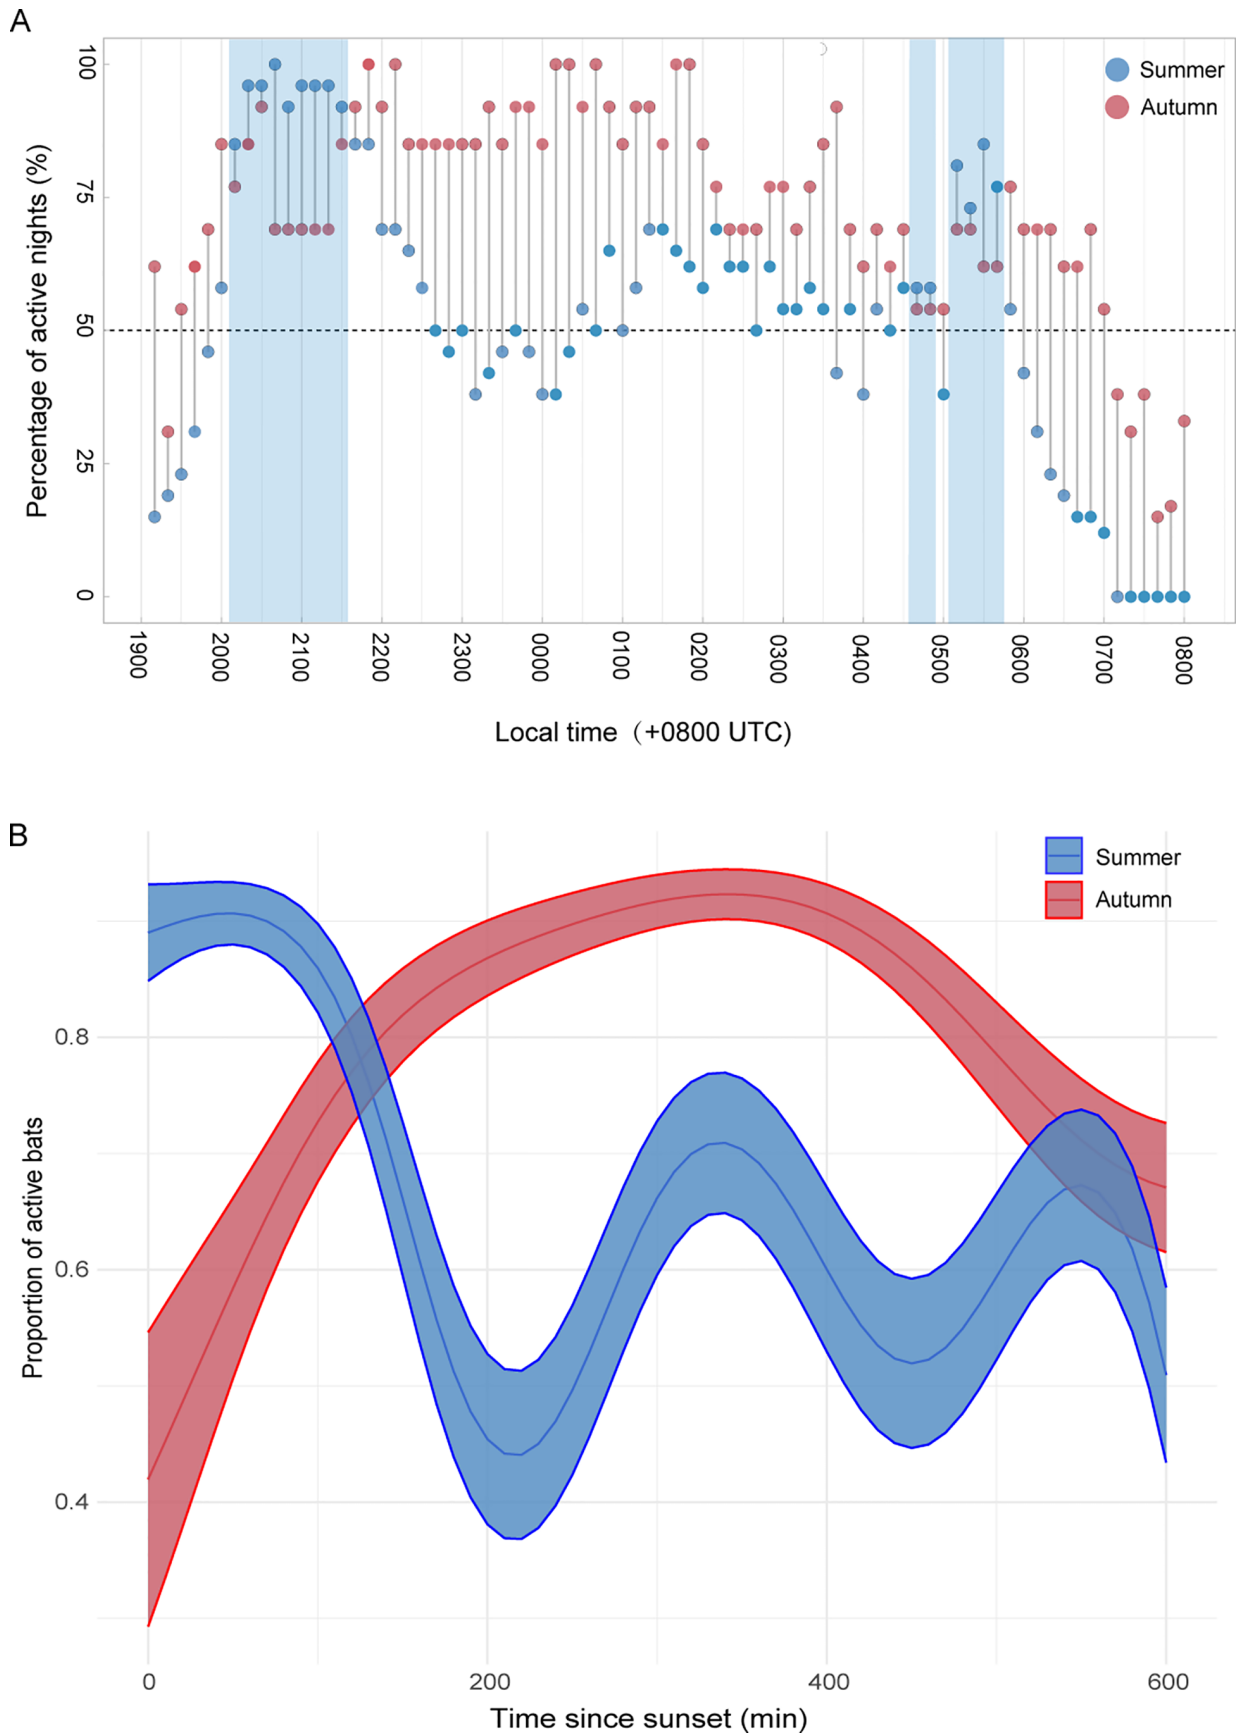 A
Percentage of active nights (%)
100
75
50
25
0
Summer
Autumn
1900
2000
2100
2200
2300
0000
0100
0200
0300
0400
0500
0600
0700
0800
Local time（+0800 UTC)
B
Proportion of active bats
0.8
0.6
0.4
Summer
Autumn
0
200
400
600
Time since sunset (min)